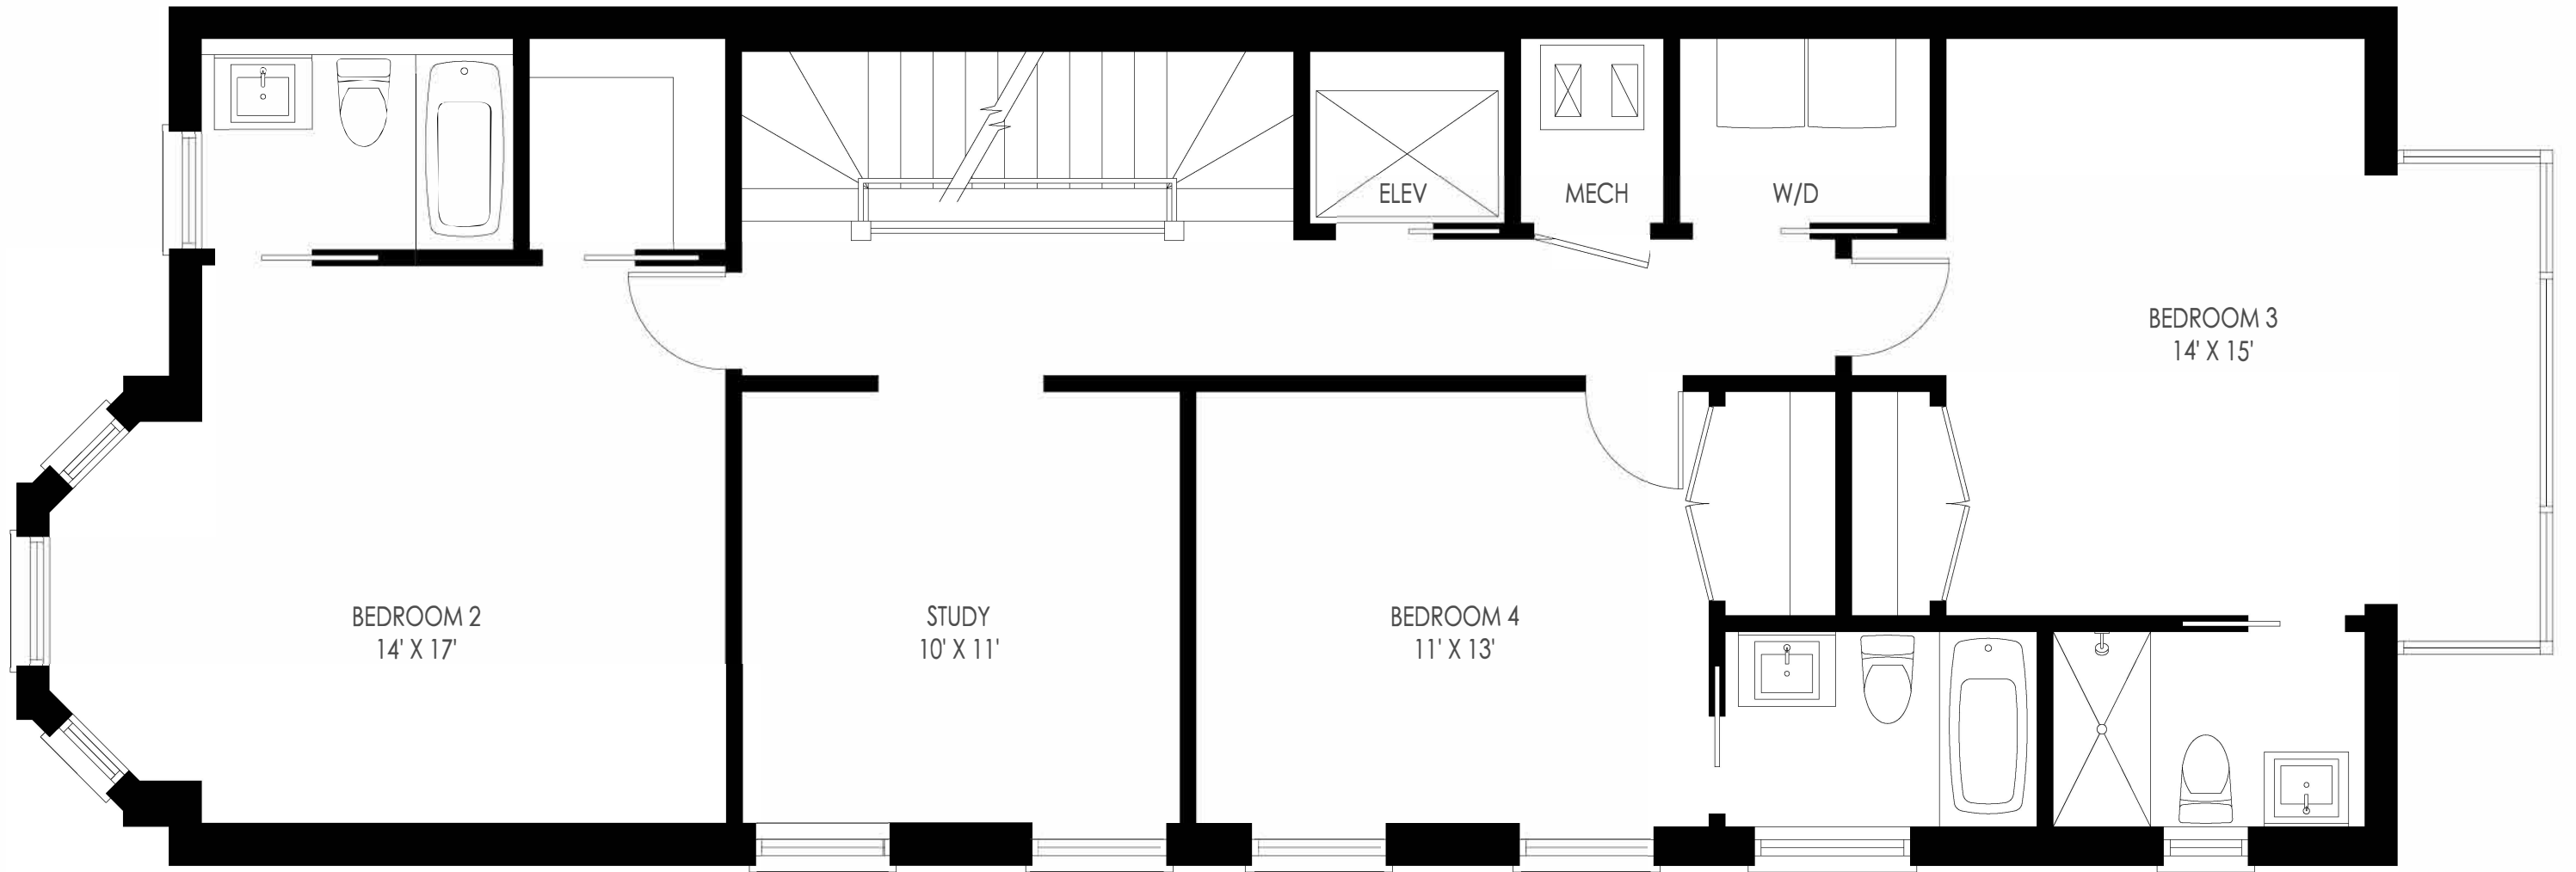 ELEV
MECH
W/D
BEDROOM 3
14' X 15'
BEDROOM 2
14' X 17'
STUDY
10' X 11'
BEDROOM 4
11' X 13'